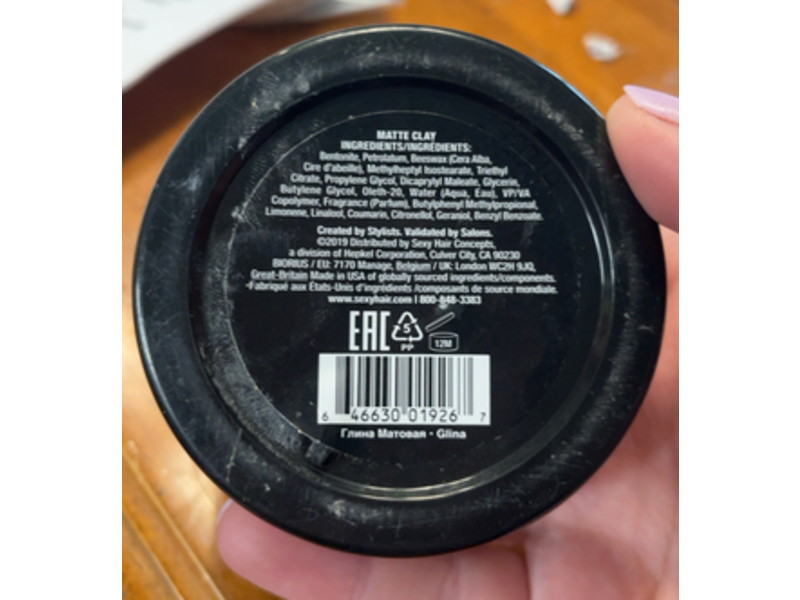 MATTE CLAY
INGREDIENTS/INGRÉDIENTS:
Bentonite, Petrolatum, Beeswax (Cera Alba,
Cire d'abeille), Methylheptyl Isostearate, Triethyl
Citrate, Propylene Glycol, Dicaprylyl Maleate, Glycerin,
Butylene Glycol, Oleth-20, Water (Aqua, Eau), VP/VA
Copolymer, Fragrance (Parfum), Butylphenyl Methylpropional,
Limonene, Linalool, Coumarin, Citronellol, Geraniol, Benzyl Benzoate.
Created by Stylists. Validated by Salons.
©2019 Distributed by Sexy Hair Concepts,
a division of Henkel Corporation, Culver City, CA 90230
BIORIUS / EU: 7170 Manage, Belgium / UK: London WC2H 9JQ,
Great-Britain Made in USA of globally sourced ingredients/components.
Fabriqué aux États-Unis d'ingrédients /composants de source mondiale.
www.sexyhair.com | 800-848-3383
EAC 5 PP 12M
6 46630 01926 7
Глина Матовая • Glina